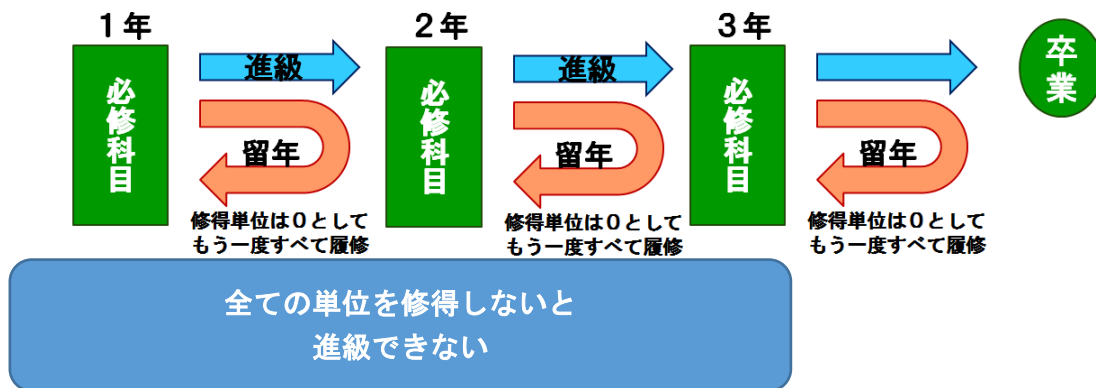 1年
2年
3年
必修科目
進級
留年
修得単位は0として
もう一度すべて履修
必修科目
進級
留年
修得単位は0として
もう一度すべて履修
必修科目
留年
修得単位は0として
もう一度すべて履修
卒業
全ての単位を修得しないと
進級できない